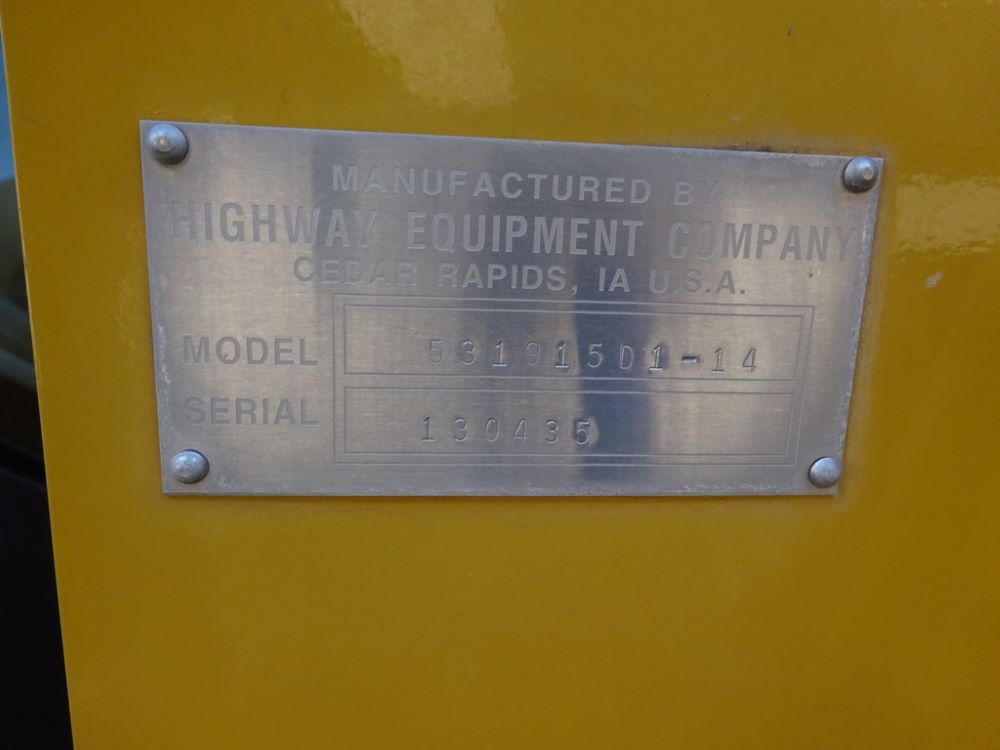 MANUFACTURED BY
HIGHWAY EQUIPMENT COMPANY
CEDAR RAPIDS, IA U.S.A.
MODEL 531915D1-14
SERIAL 130435